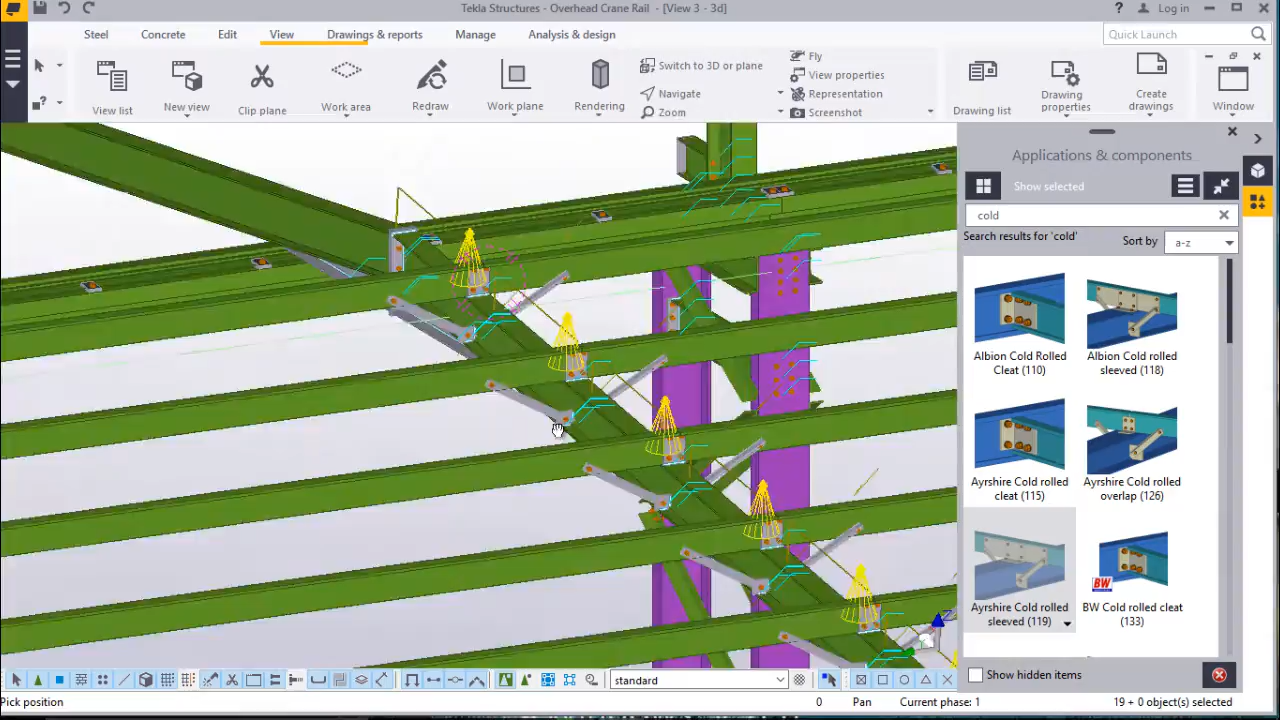 Tekla Structures - Overhead Crane Rail - [View 3 - 3d]
? Log in
Steel Concrete Edit View Drawings & reports Manage Analysis & design
Quick Launch
View list
New view
Clip plane
Work area
Redraw
Work plane
Rendering
Switch to 3D or plane
Navigate
Zoom
Fly
View properties
Representation
Screenshot
Drawing list
Drawing properties
Create drawings
Window
Applications & components
Show selected
cold
Search results for 'cold'
Sort by a-z
Albion Cold Rolled Cleat (110)
Albion Cold rolled sleeved (118)
Ayrshire Cold rolled cleat (115)
Ayrshire Cold rolled overlap (126)
Ayrshire Cold rolled sleeved (119)
BW
BW Cold rolled cleat (133)
Show hidden items
standard
Pick position
0 Pan Current phase: 1 19 + 0 object(s) selected